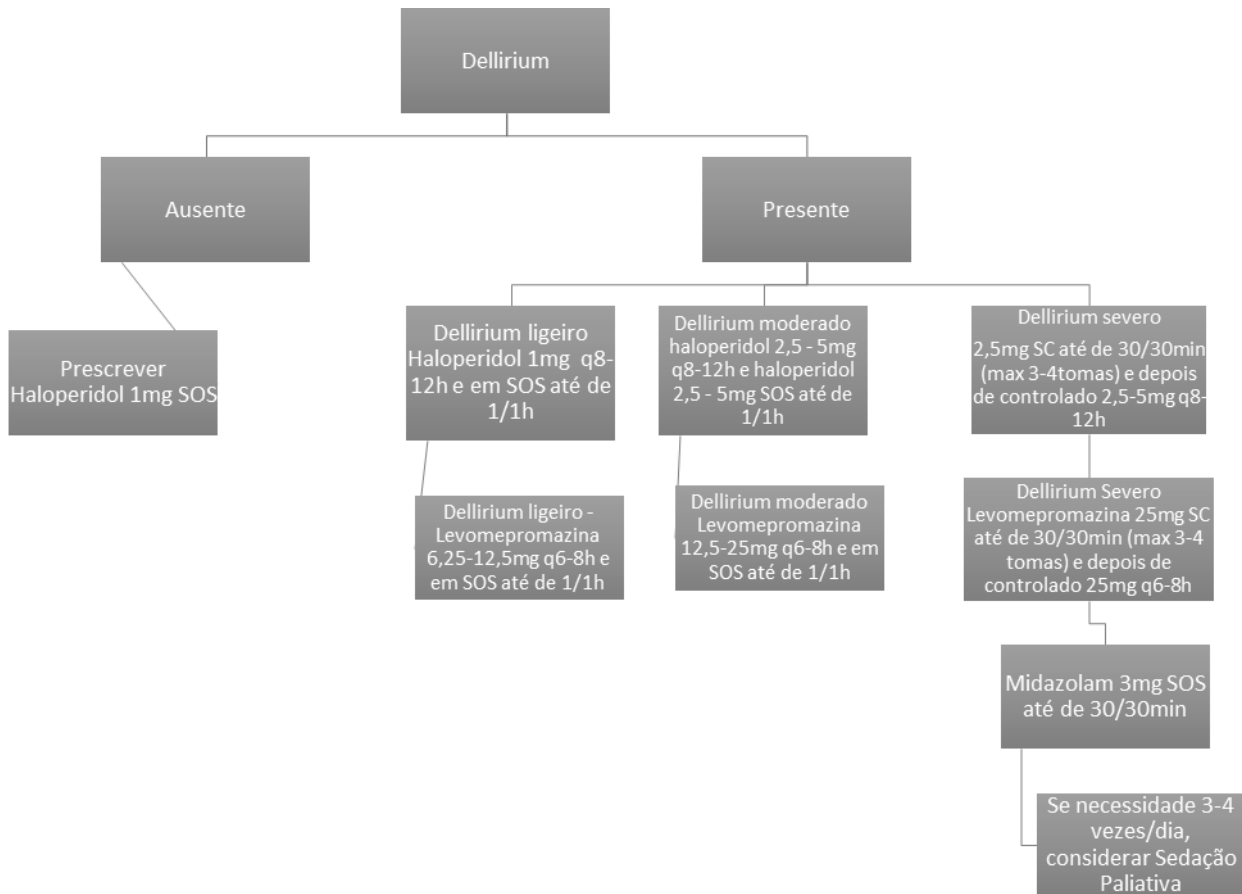 Dellirium
Ausente
Presente
Prescrever
Haloperidol 1mg SOS
Dellirium ligeiro
Haloperidol 1mg q8-
12h e em SOS até de
1/1h
Dellirium moderado
haloperidol 2,5 - 5mg
q8-12h e haloperidol
2,5 - 5mg SOS até de
1/1h
Dellirium severo
2,5mg SC até de 30/30min
(max 3-4tomas) e depois
de controlado 2,5-5mg q8-
12h
Dellirium ligeiro -
Levomepromazina
6,25-12,5mg q6-8h e
em SOS até de 1/1h
Dellirium moderado
Levomepromazina
12,5-25mg q6-8h e em
SOS até de 1/1h
Dellirium Severo
Levomepromazina 25mg SC
até de 30/30min (max 3-4
tomas) e depois de
controlado 25mg q6-8h
Midazolam 3mg SOS
até de 30/30min
Se necessidade 3-4
vezes/dia,
considerar Sedação
Paliativa